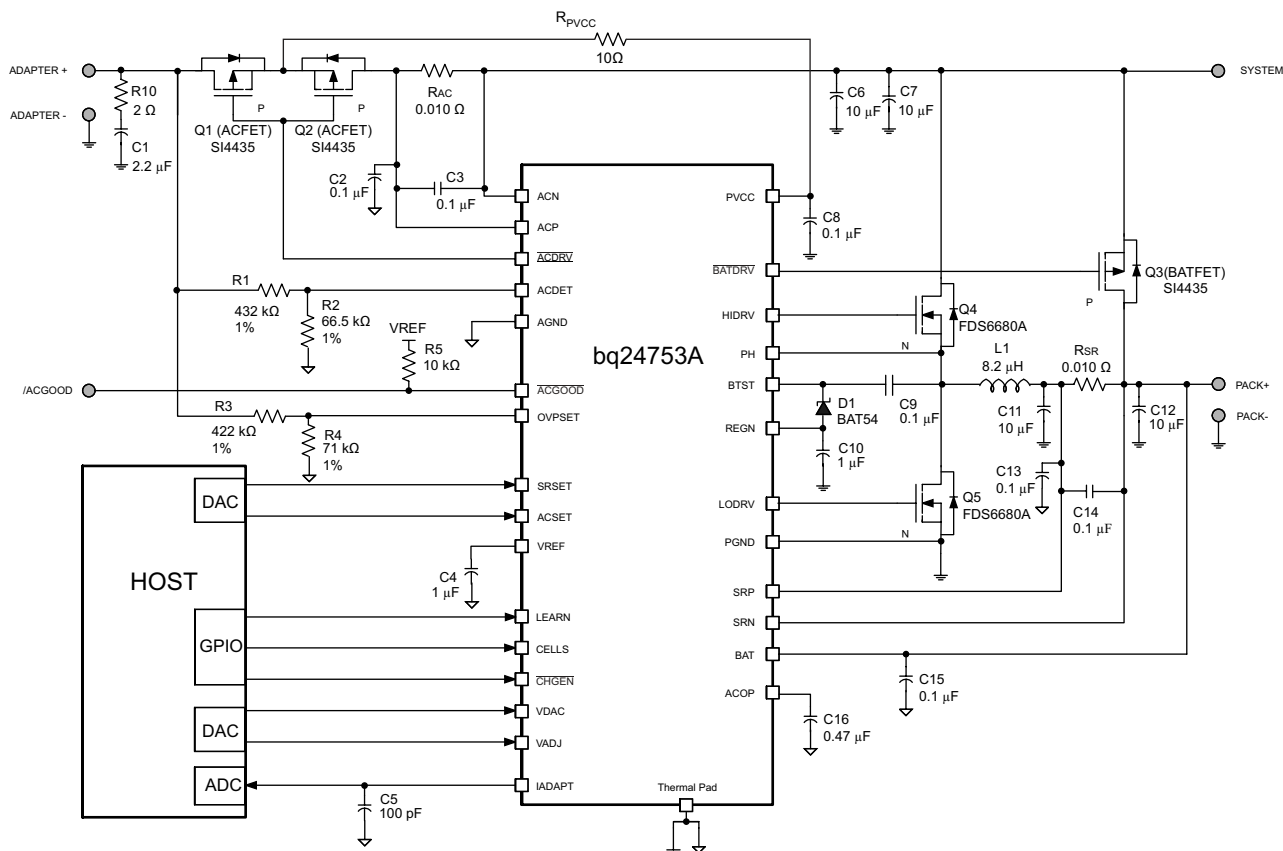 R_PVCC
10Ω
ADAPTER +
ADAPTER -
R10
2 Ω
C1
2.2 μF
P
Q1 (ACFET)
SI4435
P
Q2 (ACFET)
SI4435
RAC
0.010 Ω
C6
10 μF
C7
10 μF
SYSTEM
C2
0.1 μF
C3
0.1 μF
C8
0.1 μF
ACN
ACP
ACDRV
ACDET
AGND
ACGOOD
OVPSET
SRSET
ACSET
VREF
LEARN
CELLS
CHGEN
VDAC
VADJ
IADAPT
bq24753A
PVCC
BATDRV
HIDRV
PH
BTST
REGN
LODRV
PGND
SRP
SRN
BAT
ACOP
Thermal Pad
R1
432 kΩ
1%
R2
66.5 kΩ
1%
VREF
R5
10 kΩ
/ACGOOD
R3
422 kΩ
1%
R4
71 kΩ
1%
HOST
DAC
GPIO
DAC
ADC
C4
1 μF
C5
100 pF
Q3(BATFET)
SI4435
P
Q4
FDS6680A
N
L1
8.2 μH
RSR
0.010 Ω
PACK+
PACK-
D1
BAT54
C9
0.1 μF
C10
1 μF
C11
10 μF
C12
10 μF
C13
0.1 μF
C14
0.1 μF
Q5
FDS6680A
N
C15
0.1 μF
C16
0.47 μF